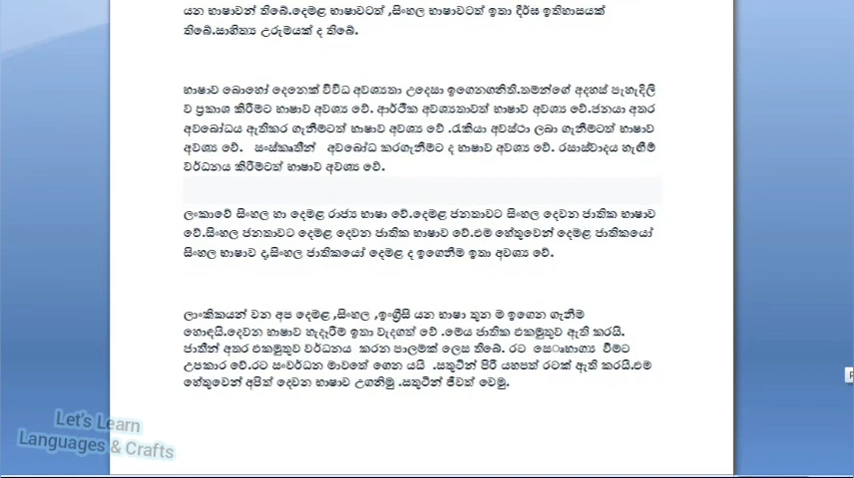 යන භාෂාවන් තිබේ.දෙමළ භාෂාවටත් ,සිංහල භාෂාවටත් ඉතා දීර්ඝ ඉතිහාසයක්
තිබේ.සාහිත්‍ය උරුමයක් ද තිබේ.
භාෂාව බොහෝ දෙනෙක් විවිධ අවශ්‍යතා උදෙසා ඉගෙනගනිති.තමන්ගේ අදහස් පැහැදිලි
ව ප්‍රකාශ කිරීමට භාෂාව අවශ්‍ය වේ. ආර්ථික අවශ්‍යතාවත් භාෂාව අවශ්‍ය වේ.ජනයා අතර
අවබෝධය ඇතිකර ගැනීමටත් භාෂාව අවශ්‍ය වේ .රැකියා අවස්ථා ලබා ගැනීමටත් භාෂාව
අවශ්‍ය වේ. සංස්කෘතීන් අවබෝධ කරගැනීමට ද භාෂාව අවශ්‍ය වේ. රසාස්වාදය හැඟීම්
වර්ධනය කිරීමටත් භාෂාව අවශ්‍ය වේ.
ලංකාවේ සිංහල හා දෙමළ රාජ්‍ය භාෂා වේ.දෙමළ ජනතාවට සිංහල දෙවන ජාතික භාෂාව
වේ.සිංහල ජනතාවට දෙමළ දෙවන ජාතික භාෂාව වේ.එම හේතුවෙන් දෙමළ ජාතිකයෝ
සිංහල භාෂාව ද,සිංහල ජාතිකයෝ දෙමළ ද ඉගෙනීම ඉතා අවශ්‍ය වේ.
ලාංකිකයන් වන අප දෙමළ ,සිංහල ,ඉංග්‍රීසි යන භාෂා තුන ම ඉගෙන ගැනීම
හොඳයි.දෙවන භාෂාව හැදෑරීම ඉතා වැදගත් වේ .මෙය ජාතික එකමුතුව ඇති කරයි.
ජාතීන් අතර එකමුතුව වර්ධනය කරන පාලමක් ලෙස තිබේ. රට සෞභාග්‍ය වීමට
උපකාර වේ.රට සංවර්ධන මාවතේ ගෙන යයි .සතුටින් පිරී යහපත් රටක් ඇති කරයි.එම
හේතුවෙන් අපිත් දෙවන භාෂාව උගනිමු .සතුටින් ජීවත් වෙමු.
Let's Learn
Languages & Crafts